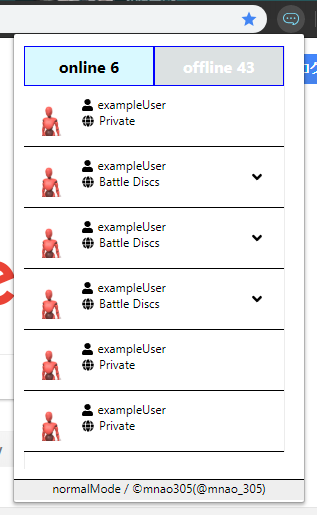 online 6
offline 43
exampleUser
Private
exampleUser
Battle Discs
exampleUser
Battle Discs
exampleUser
Battle Discs
exampleUser
Private
exampleUser
Private
normalMode / ©mnao305(@mnao_305)